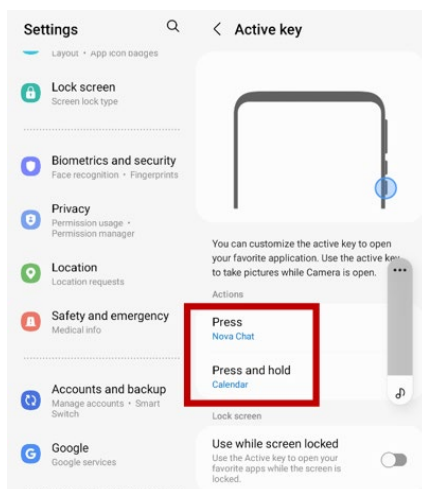 Settings
Layout • App icon badges
Lock screen
Screen lock type
Biometrics and security
Face recognition • Fingerprints
Privacy
Permission usage •
Permission manager
Location
Location requests
Safety and emergency
Medical info
Accounts and backup
Manage accounts • Smart
Switch
Google
Google services
Active key
You can customize the active key to open
your favorite application. Use the active key
to take pictures while Camera is open.
Actions
Press
Nova Chat
Press and hold
Calendar
Lock screen
Use while screen locked
Use the Active key to open your
favorite apps while the screen is
locked.